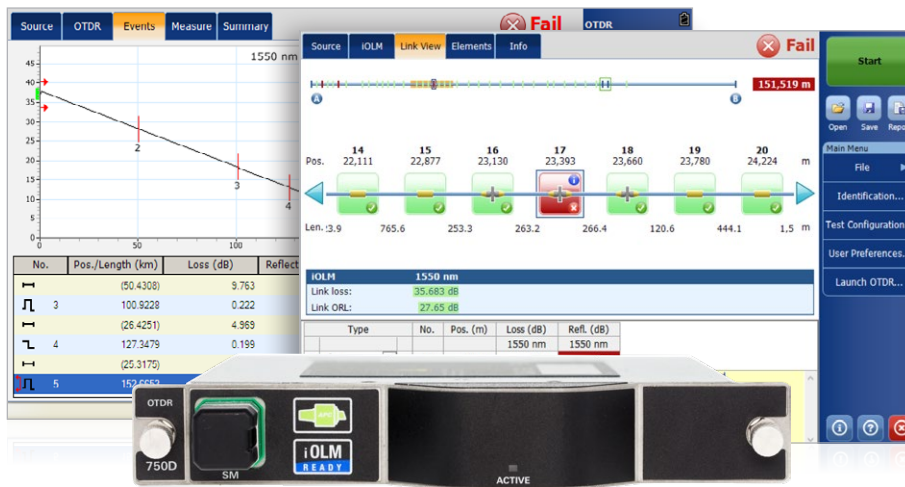 Source OTDR Events Measure Summary
Fail
OTDR
1550 nm
45
40
35
30
25
20
15
10
5
0
0 50 100
2
3
4
No. Pos./Length (km) Loss (dB) Reflect
(50.4308) 9.763
3 100.9228 0.222
(26.4251) 4.969
4 127.3479 0.199
(25.3175)
5
Source iOLM Link View Elements Info
Fail
A B
151,519 m
14 15 16 17 18 19 20
Pos. 22,111 22,877 23,130 23,393 23,660 23,780 24,224 m
Len. 765.6 253.3 263.2 266.4 120.6 444.1 1,5 m
iOLM 1550 nm
Link loss: 35.683 dB
Link ORL: 27.65 dB
Type No. Pos. (m) Loss (dB) Refl. (dB)
1550 nm 1550 nm
Start
Open Save Repo
Main Menu
File
Identification...
Test Configuration
User Preferences.
Launch OTDR...
OTDR
750D
SM
APC
iOLM
READY
ACTIVE